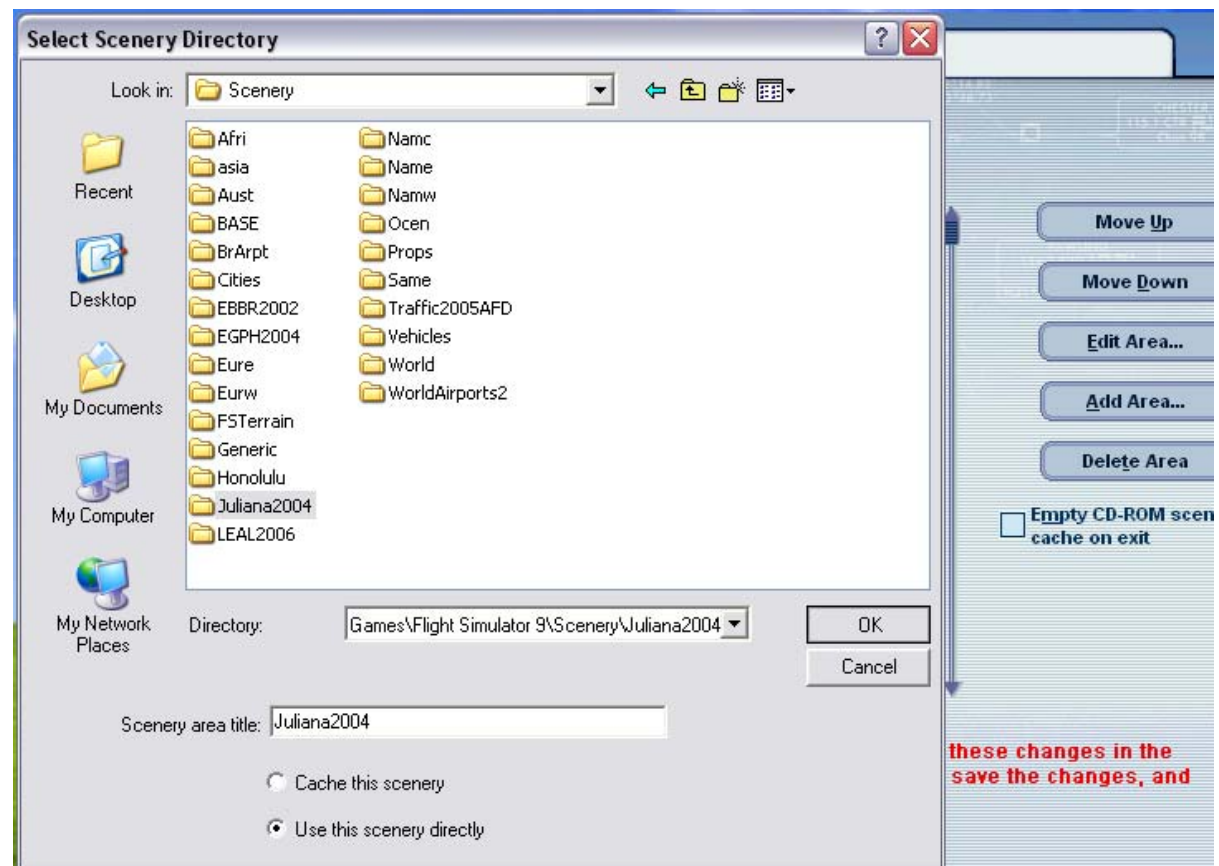 Select Scenery Directory
Look in:
Scenery
Recent
Desktop
My Documents
My Computer
My Network
Places
Afri
asia
Aust
BASE
BrArpt
Cities
EBBR2002
EGPH2004
Eure
Eurw
FSTerrain
Generic
Honolulu
Juliana2004
LEAL2006
Namc
Name
Namw
Ocen
Props
Same
Traffic2005AFD
Vehicles
World
WorldAirports2
Directory:
Games\Flight Simulator 9\Scenery\Juliana2004
OK
Cancel
Scenery area title:
Juliana2004
Cache this scenery
Use this scenery directly
Move Up
Move Down
Edit Area...
Add Area...
Delete Area
Empty CD-ROM scen
cache on exit
these changes in the
save the changes, and